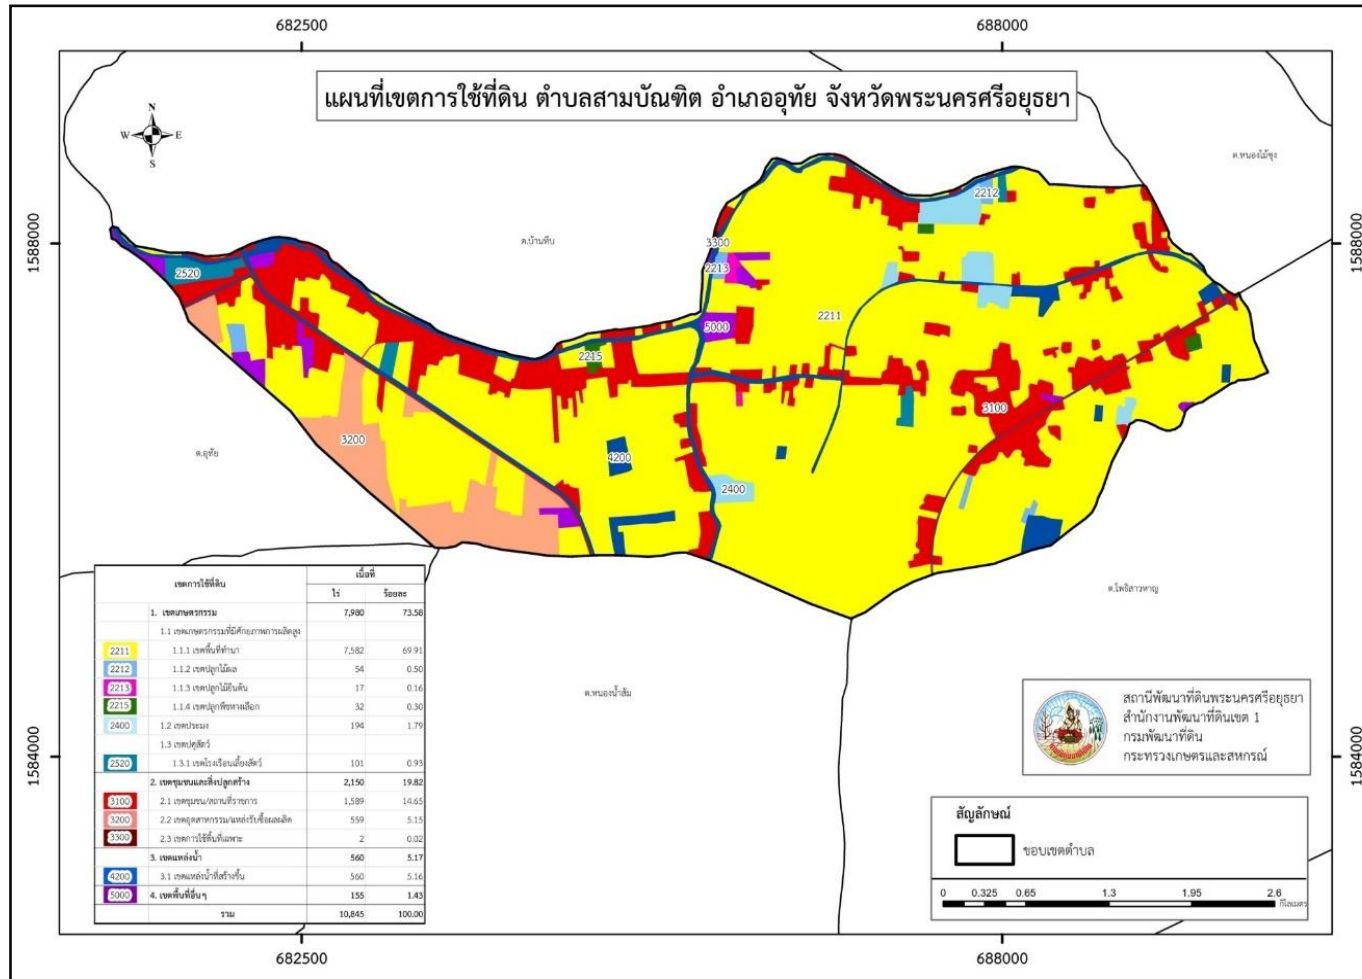 682500 688000
แผนที่เขตการใช้ที่ดิน ตำบลสามบัณฑิต อำเภออุทัย จังหวัดพระนครศรีอยุธยา
N
W E
S
ต.หนองไม้ซุง
1588000 1588000
ต.บ้านหีบ
2212
3300
2213
2520
2211
5000
2215
3100
3200
4200
2400
ต.อุทัย
ต.โพธิสาวหาญ
ต.หนองน้ำส้ม
เขตการใช้ที่ดิน เนื้อที่
ไร่ ร้อยละ
1. เขตเกษตรกรรม 7,980 73.58
1.1 เขตเกษตรกรรมที่มีศักยภาพการผลิตสูง
2211 1.1.1 เขตพื้นที่ทำนา 7,582 69.91
2212 1.1.2 เขตปลูกไม้ผล 54 0.50
2213 1.1.3 เขตปลูกไม้ยืนต้น 17 0.16
2215 1.1.4 เขตปลูกพืชทางเลือก 32 0.30
2400 1.2 เขตประมง 194 1.79
1.3 เขตปศุสัตว์
2520 1.3.1 เขตโรงเรือนเลี้ยงสัตว์ 101 0.93
2. เขตชุมชนและสิ่งปลูกสร้าง 2,150 19.82
3100 2.1 เขตชุมชน/สถานที่ราชการ 1,589 14.65
3200 2.2 เขตอุตสาหกรรม/แหล่งรับซื้อผลผลิต 559 5.15
3300 2.3 เขตการใช้พื้นที่เฉพาะ 2 0.02
3. เขตแหล่งน้ำ 560 5.17
4200 3.1 เขตแหล่งน้ำที่สร้างขึ้น 560 5.16
5000 4. เขตพื้นที่อื่น ๆ 155 1.43
รวม 10,845 100.00
สถานีพัฒนาที่ดินพระนครศรีอยุธยา
สำนักงานพัฒนาที่ดินเขต 1
กรมพัฒนาที่ดิน
กระทรวงเกษตรและสหกรณ์
1584000 1584000
สัญลักษณ์
ขอบเขตตำบล
0 0.325 0.65 1.3 1.95 2.6
กิโลเมตร
682500 688000